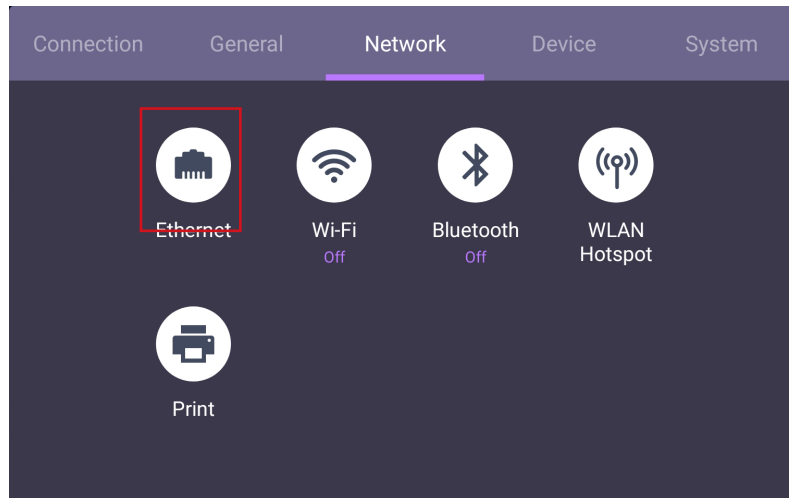 Connection General Network Device System
Ethernet Wi-Fi Bluetooth WLAN
Hotspot
Off Off
Print